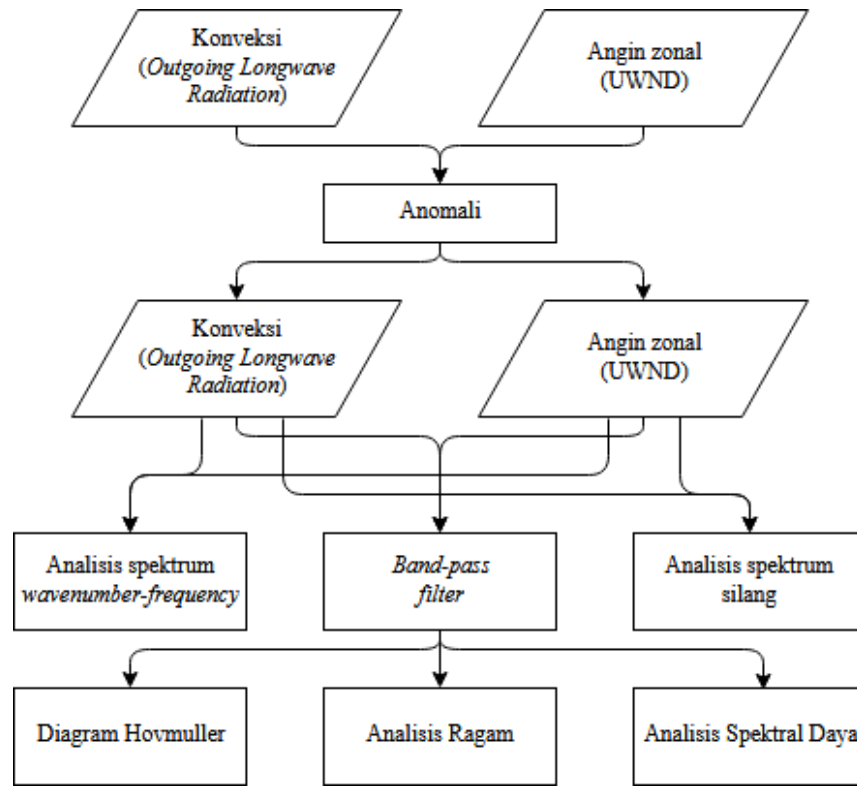 Konveksi
(Outgoing Longwave
Radiation)
Angin zonal
(UWND)
Anomali
Konveksi
(Outgoing Longwave
Radiation)
Angin zonal
(UWND)
Analisis spektrum
wavenumber-frequency
Band-pass
filter
Analisis spektrum
silang
Diagram Hovmuller
Analisis Ragam
Analisis Spektral Daya